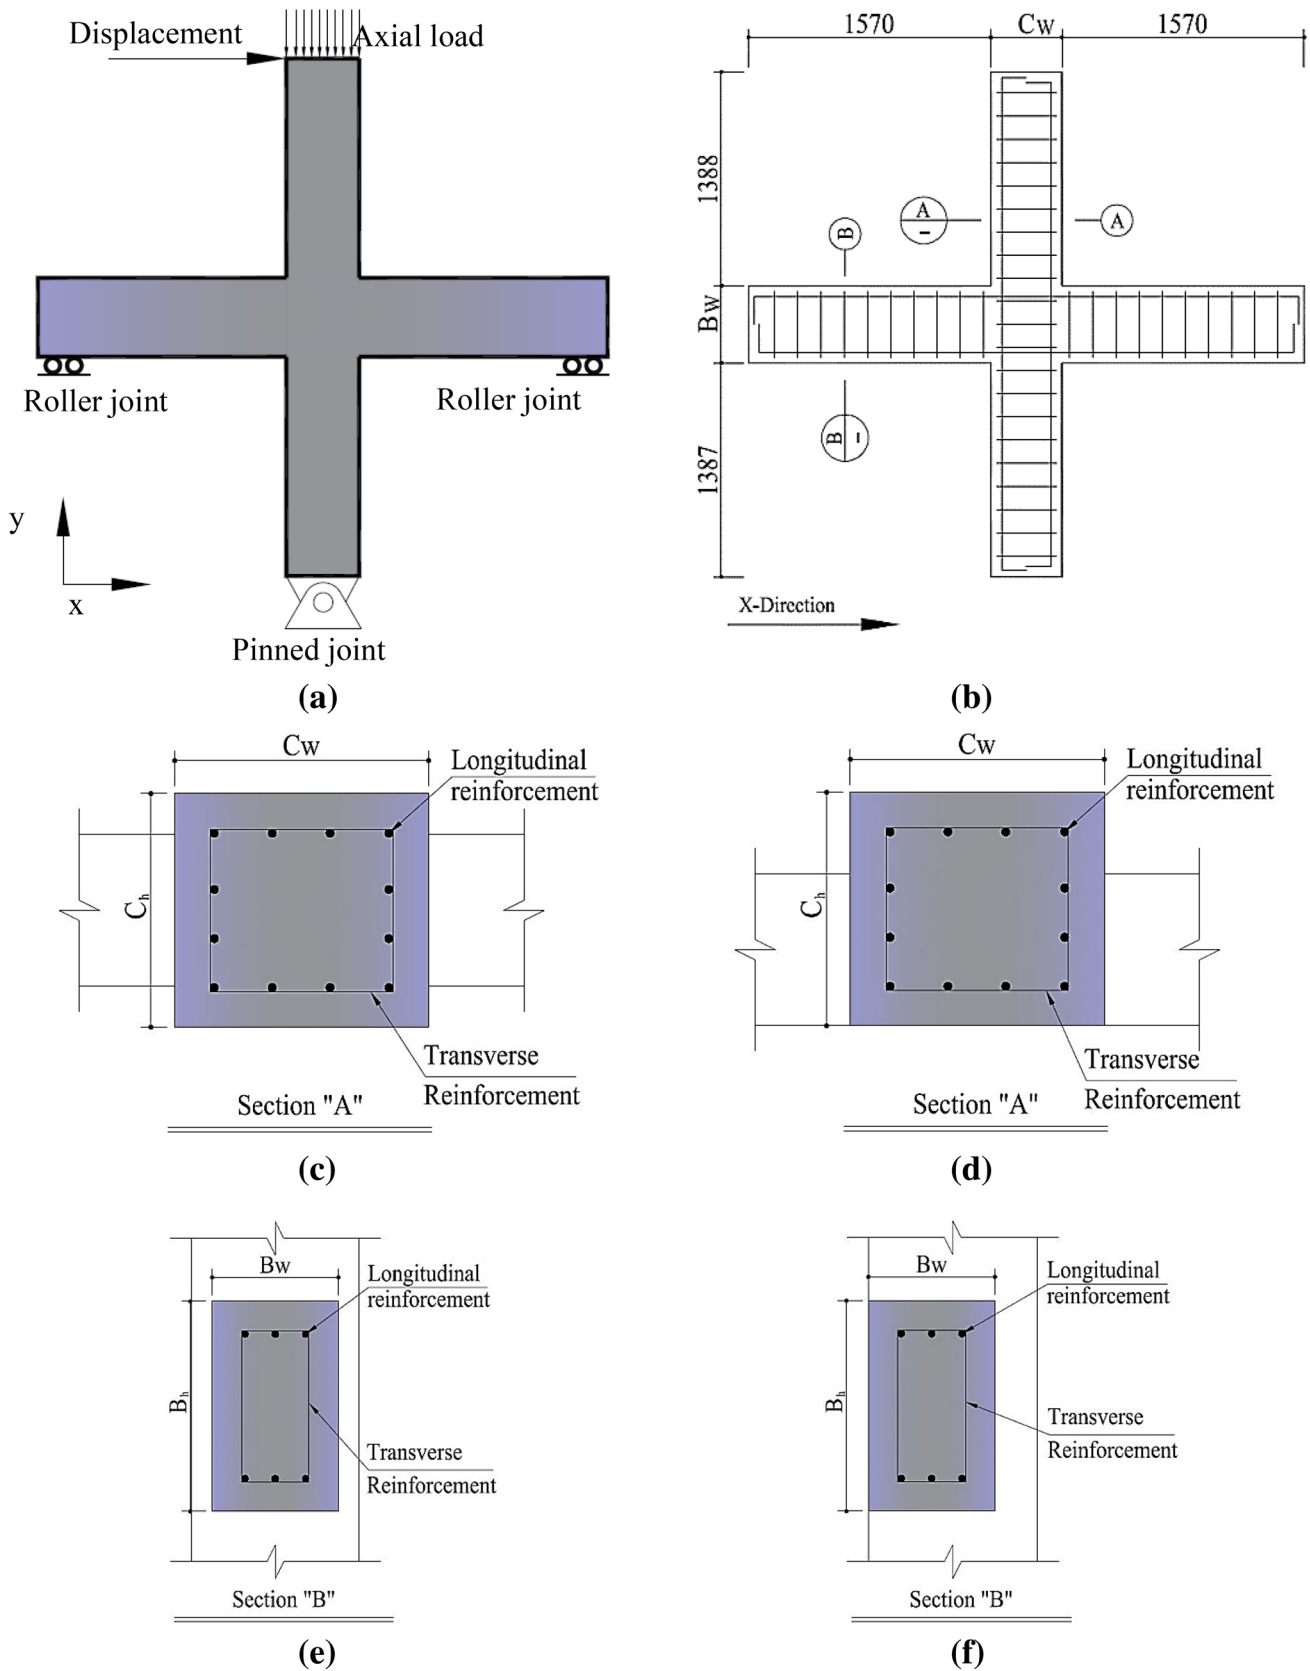 Displacement
Axial load
Roller joint
Roller joint
y
x
Pinned joint
(a)
1570
Cw
1570
1388
Bw
1387
A
A
B
B
X-Direction
(b)
Cw
Longitudinal
reinforcement
Ch
Transverse
Reinforcement
Section "A"
(c)
Cw
Longitudinal
reinforcement
Ch
Transverse
Reinforcement
Section "A"
(d)
Bw
Longitudinal
reinforcement
Bh
Transverse
Reinforcement
Section "B"
(e)
Bw
Longitudinal
reinforcement
Bh
Transverse
Reinforcement
Section "B"
(f)